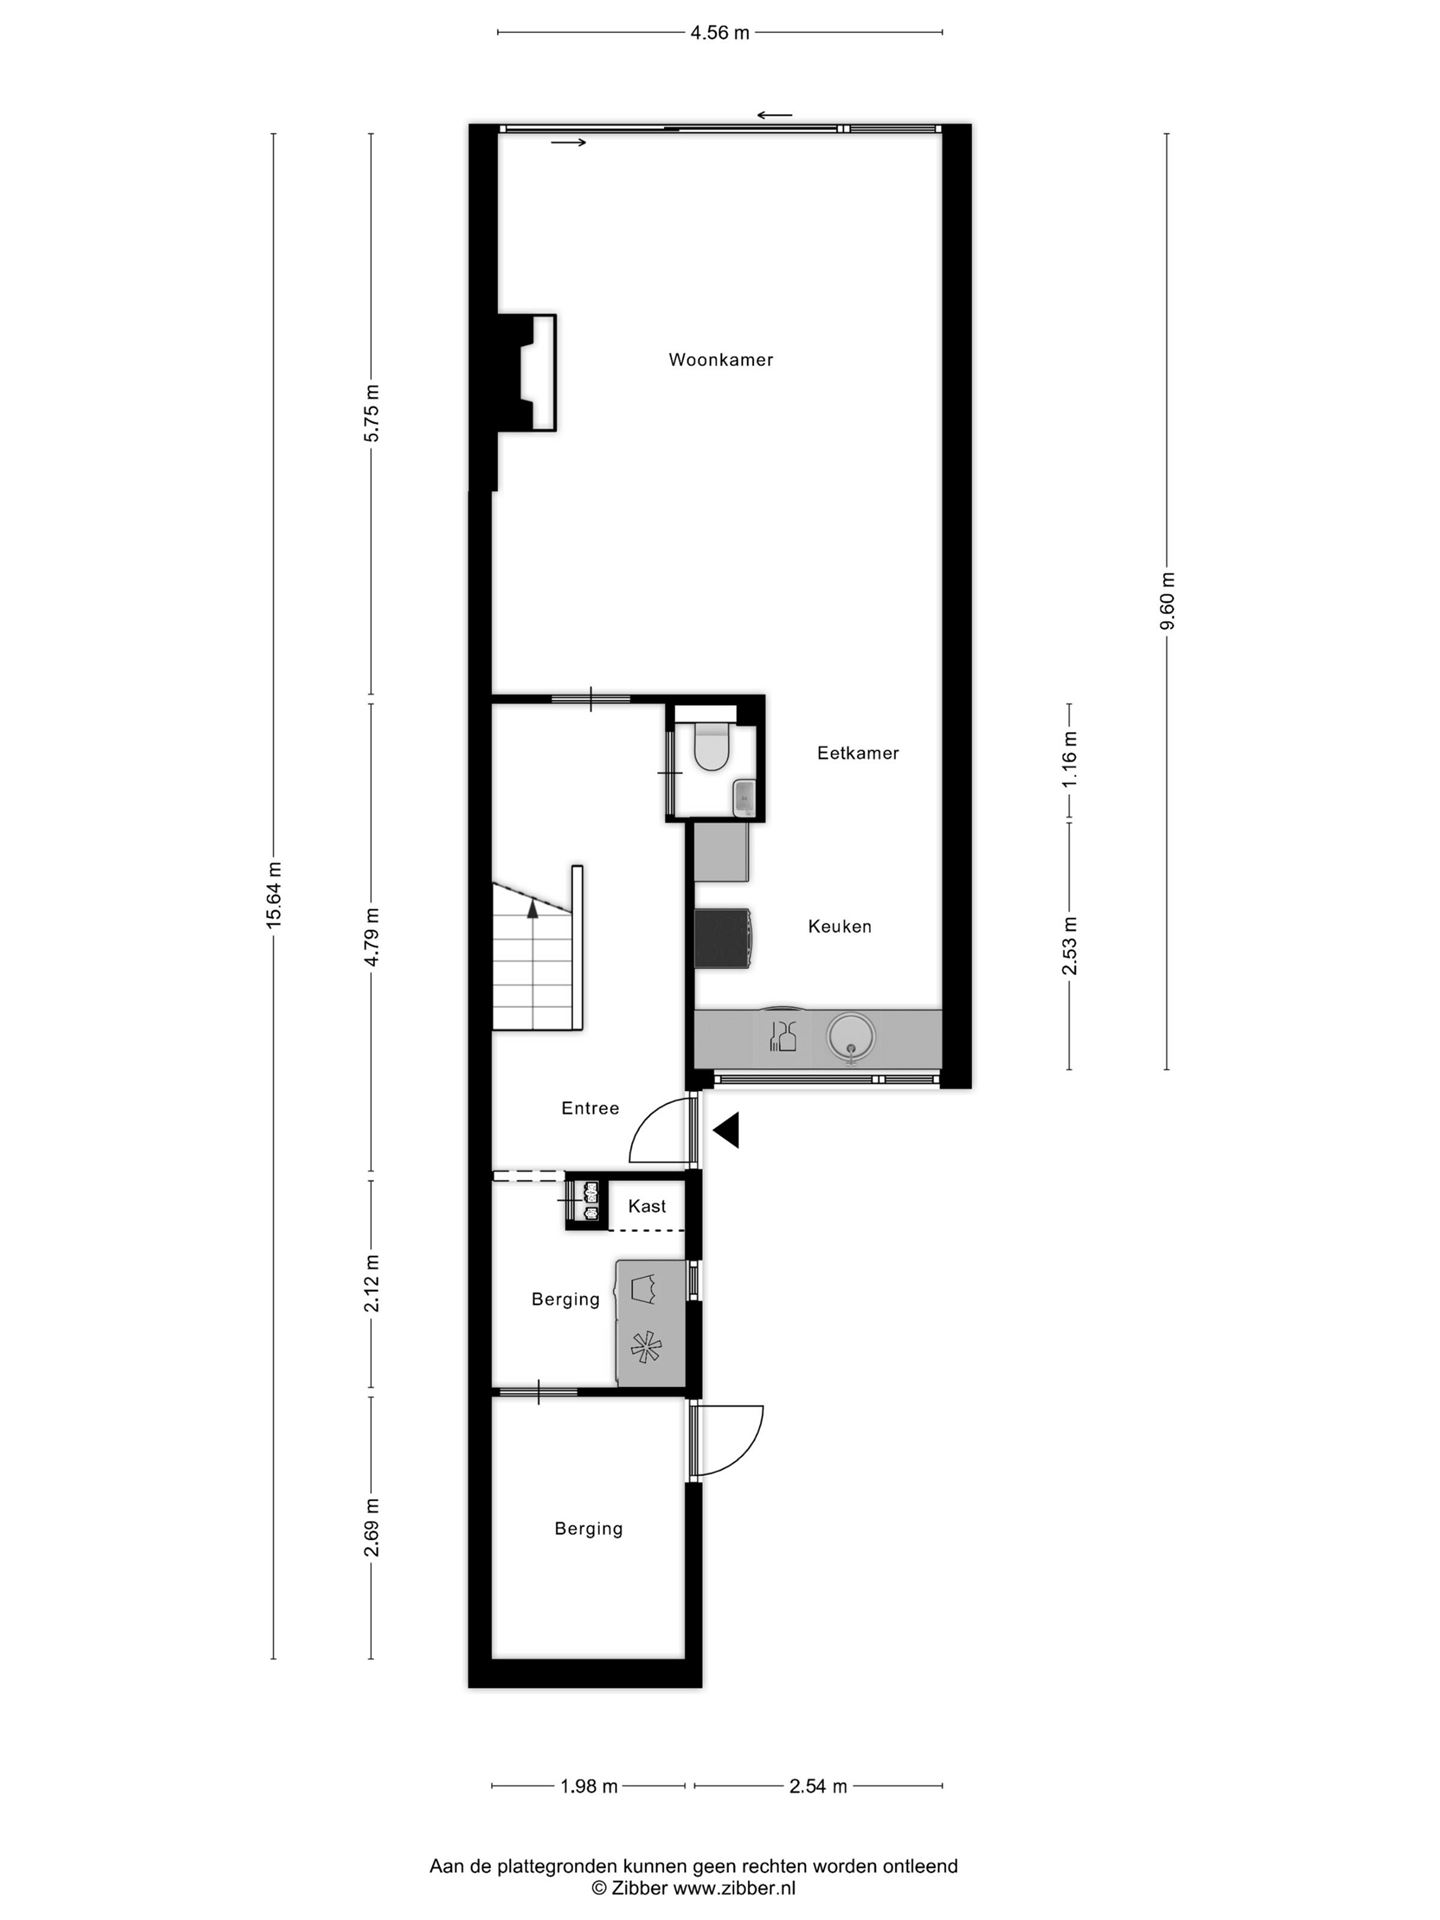 4.56 m
Woonkamer
5.75 m
9.60 m
Eetkamer
1.16 m
15.64 m
4.79 m
Keuken
2.53 m
Entree
Kast
2.12 m
Berging
2.69 m
Berging
1.98 m
2.54 m
Aan de plattegronden kunnen geen rechten worden ontleend
© Zibber www.zibber.nl